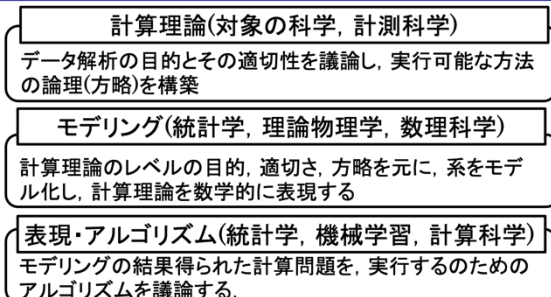 計算理論(対象の科学, 計測科学)
データ解析の目的とその適切性を議論し, 実行可能な方法
の論理(方略)を構築
モデリング(統計学, 理論物理学, 数理科学)
計算理論のレベルの目的, 適切さ, 方略を元に, 系をモデ
ル化し, 計算理論を数学的に表現する
表現・アルゴリズム(統計学, 機械学習, 計算科学)
モデリングの結果得られた計算問題を, 実行するのための
アルゴリズムを議論する.